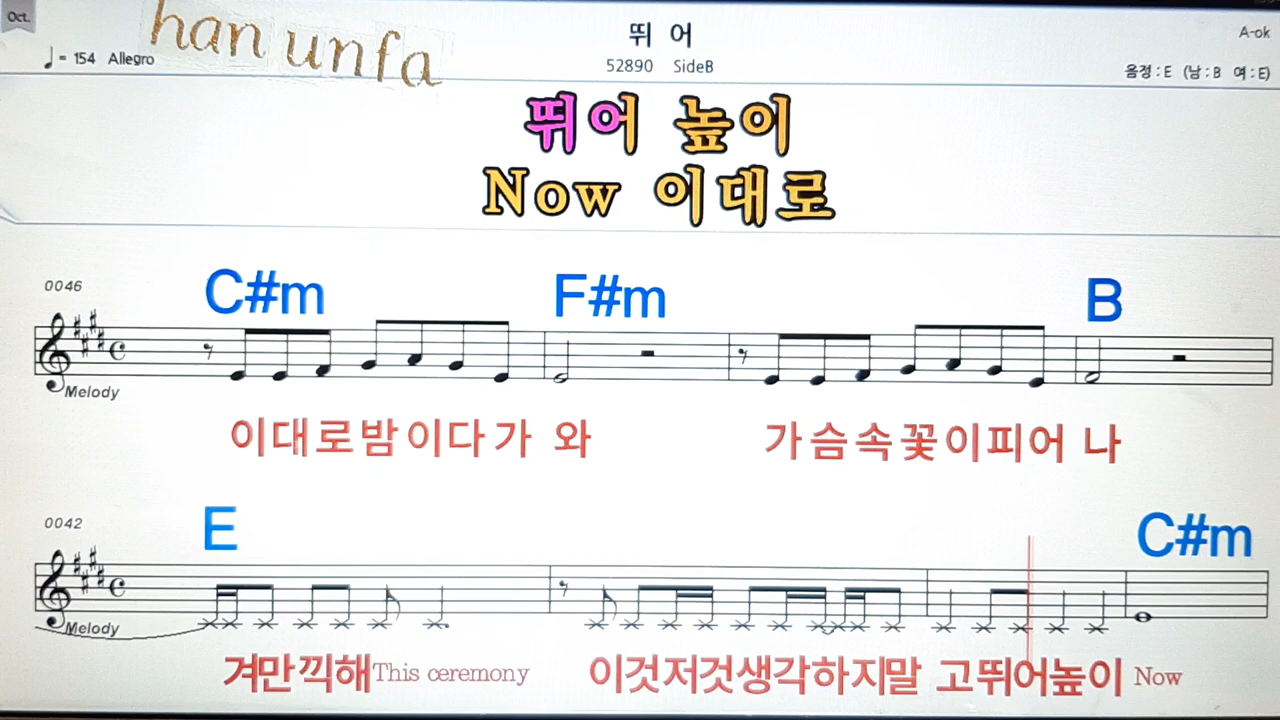 Oct.
han unfa
뛰 어
A-ok
♩ = 154 Allegro
52890 SideB
음정 : E (남 : B 여 : E)
뛰어 높이
Now 이대로
0046
C#m F#m B
Melody
이대로밤이다가 와 가슴속꽃이피어 나
0042
E C#m
Melody
겨만끽해This ceremony 이것저것생각하지말 고뛰어높이 Now